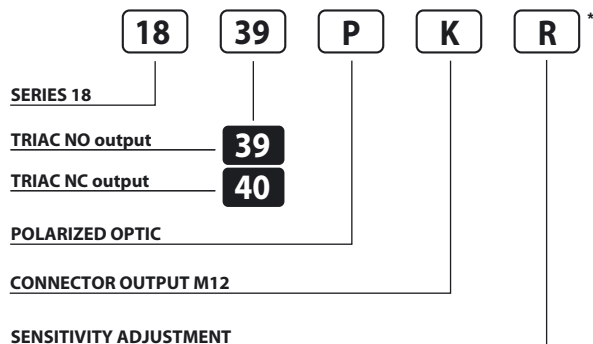 18 39 P K R *
SERIES 18
TRIAC NO output 39
TRIAC NC output 40
POLARIZED OPTIC
CONNECTOR OUTPUT M12
SENSITIVITY ADJUSTMENT